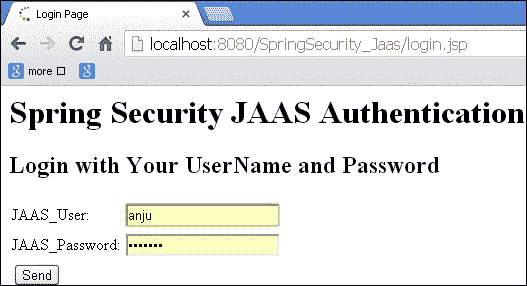 Login Page
localhost:8080/SpringSecurity_Jaas/login.jsp
more
Spring Security JAAS Authentication
Login with Your UserName and Password
JAAS_User: anju
JAAS_Password: •••••••
Send